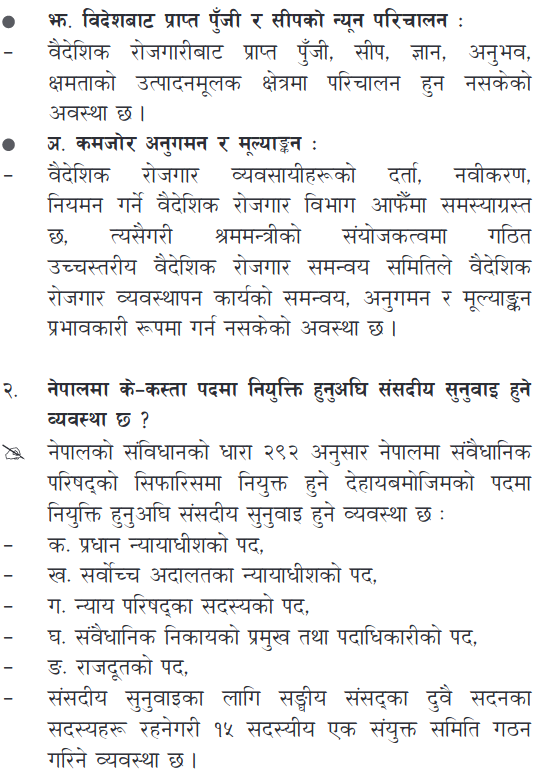 ● झ. विदेशबाट प्राप्त पुँजी र सीपको न्यून परिचालन :
– वैदेशिक रोजगारीबाट प्राप्त पुँजी, सीप, ज्ञान, अनुभव,
क्षमताको उत्पादनमूलक क्षेत्रमा परिचालन हुन नसकेको
अवस्था छ ।
● ञ. कमजोर अनुगमन र मूल्याङ्कन :
– वैदेशिक रोजगार व्यवसायीहरूको दर्ता, नवीकरण,
नियमन गर्ने वैदेशिक रोजगार विभाग आफैँमा समस्याग्रस्त
छ, त्यसैगरी श्रममन्त्रीको संयोजकत्वमा गठित
उच्चस्तरीय वैदेशिक रोजगार समन्वय समितिले वैदेशिक
रोजगार व्यवस्थापन कार्यको समन्वय, अनुगमन र मूल्याङ्कन
प्रभावकारी रूपमा गर्न नसकेको अवस्था छ ।
२. नेपालमा के-कस्ता पदमा नियुक्ति हुनुअघि संसदीय सुनुवाइ हुने
व्यवस्था छ ?
नेपालको संविधानको धारा २९२ अनुसार नेपालमा संवैधानिक
परिषद्को सिफारिसमा नियुक्त हुने देहायबमोजिमको पदमा
नियुक्ति हुनुअघि संसदीय सुनुवाइ हुने व्यवस्था छ :
– क. प्रधान न्यायाधीशको पद,
– ख. सर्वोच्च अदालतका न्यायाधीशको पद,
– ग. न्याय परिषद्का सदस्यको पद,
– घ. संवैधानिक निकायको प्रमुख तथा पदाधिकारीको पद,
– ङ. राजदूतको पद,
– संसदीय सुनुवाइका लागि सङ्घीय संसद्का दुवै सदनका
सदस्यहरू रहनेगरी १५ सदस्यीय एक संयुक्त समिति गठन
गरिने व्यवस्था छ ।